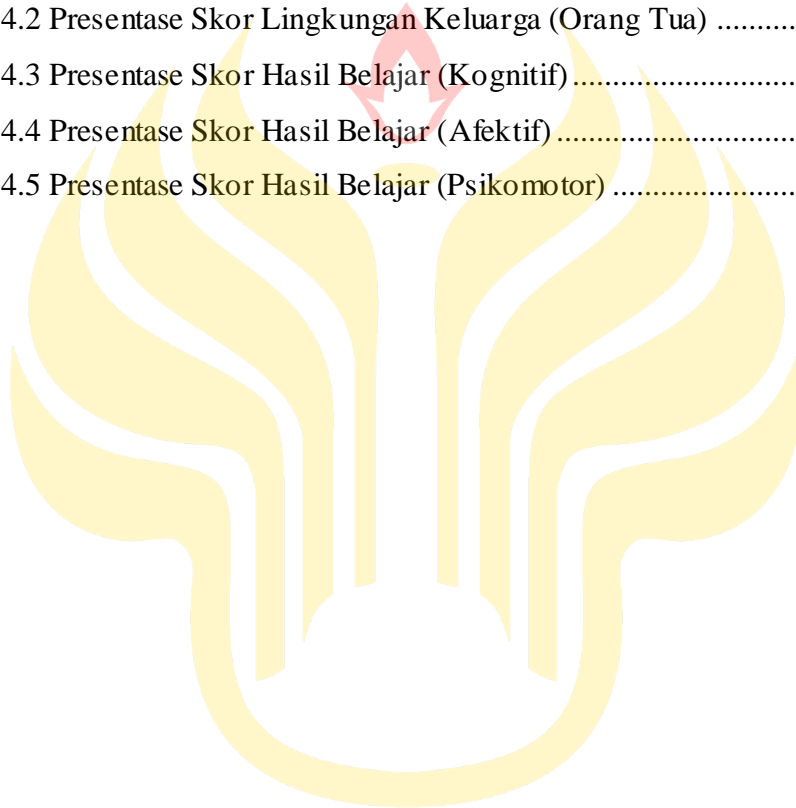 4.2 Presentase Skor Lingkungan Keluarga (Orang Tua) ..........
4.3 Presentase Skor Hasil Belajar (Kognitif)............................
4.4 Presentase Skor Hasil Belajar (Afektif) ..............................
4.5 Presentase Skor Hasil Belajar (Psikomotor) .......................